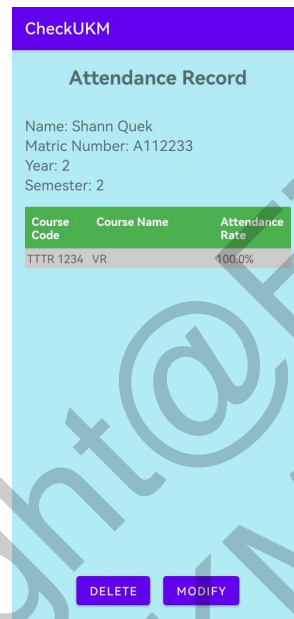 CheckUKM
Attendance Record
Name: Shann Quek
Matric Number: A112233
Year: 2
Semester: 2
Course Code Course Name Attendance Rate
TTTR 1234 VR 100.0%
DELETE MODIFY